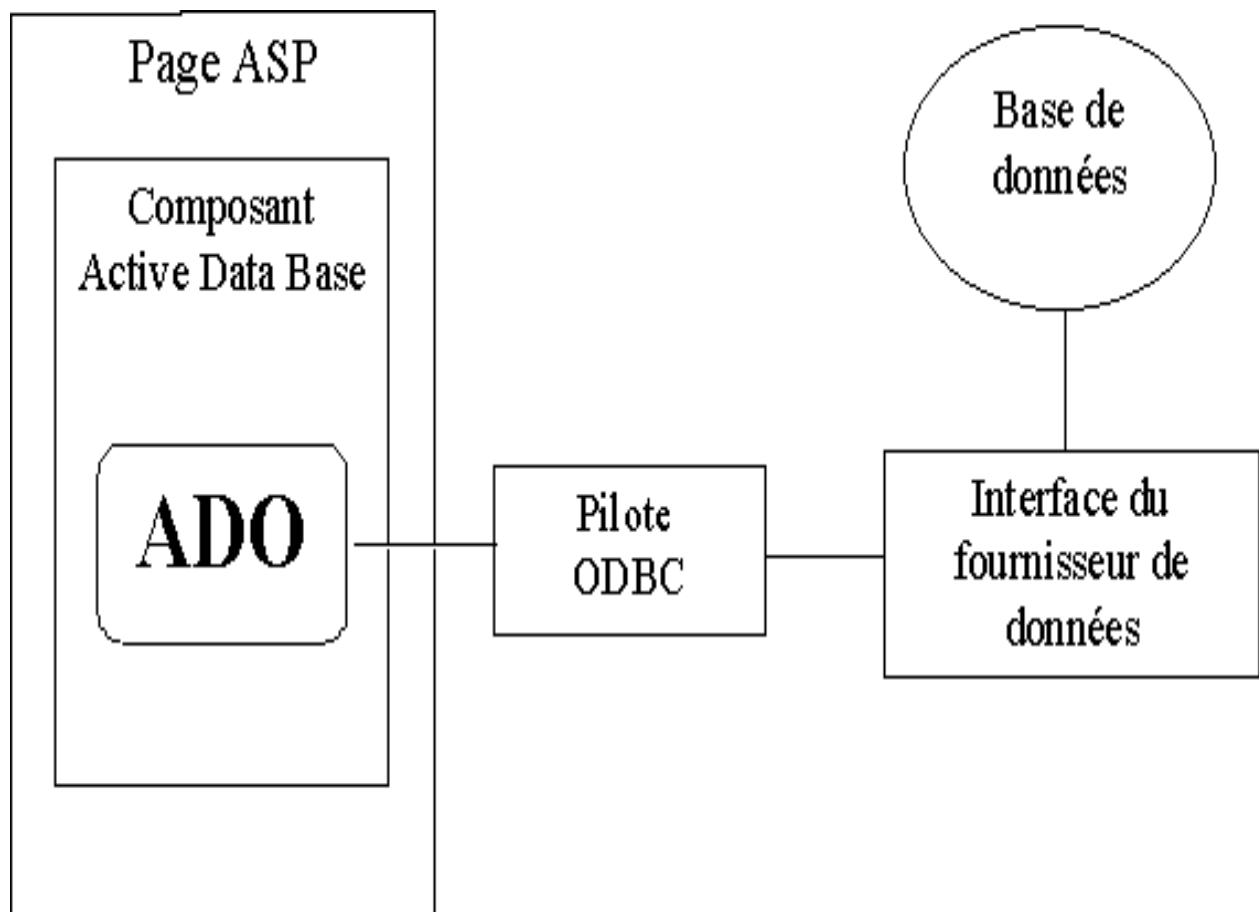 Page ASP
Composant
Active Data Base
ADO
Pilote
ODBC
Base de
données
Interface du
fournisseur de
données